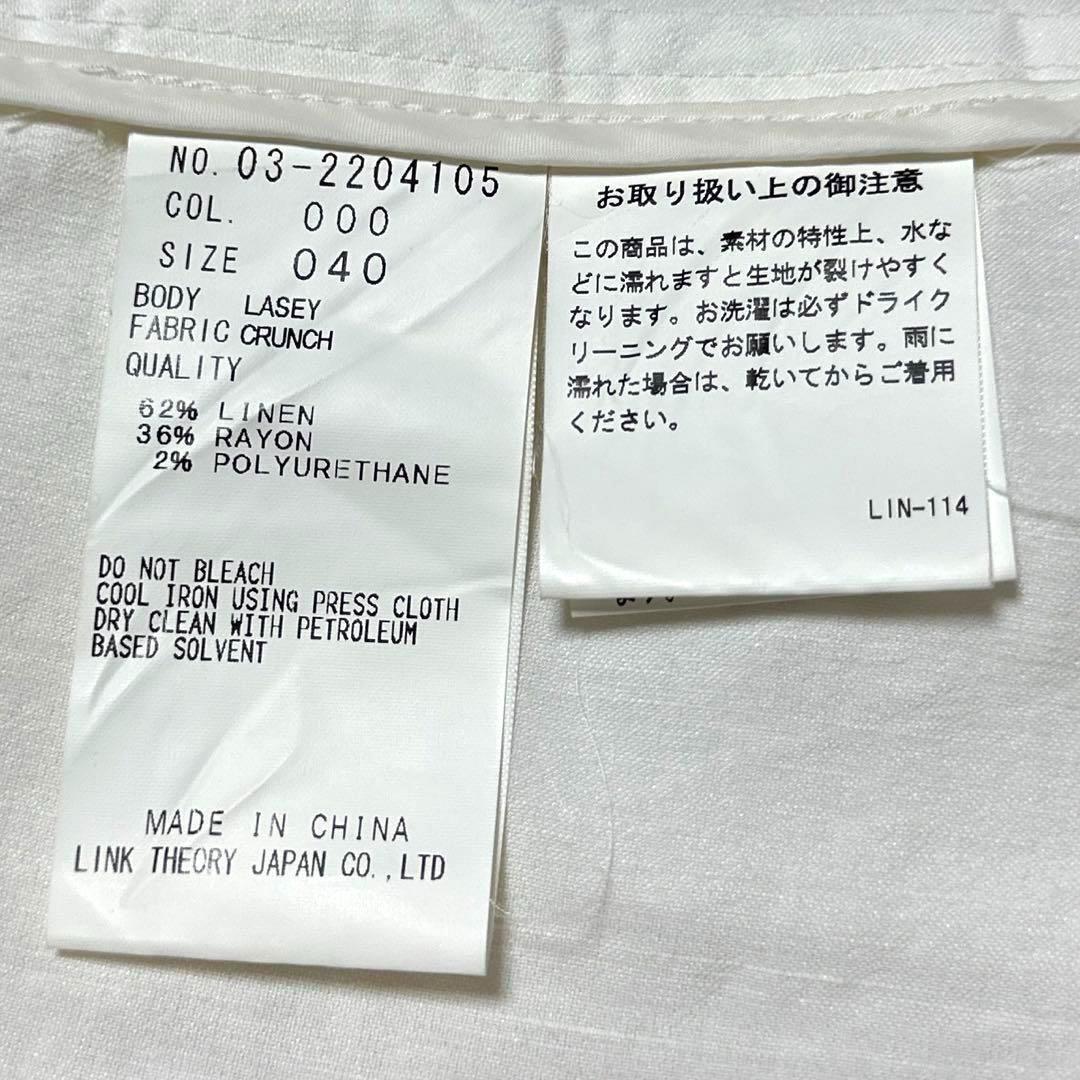 NO. 03-2204105
COL. 000
SIZE 040
BODY LASEY
FABRIC CRUNCH
QUALITY
62% LINEN
36% RAYON
2% POLYURETHANE
DO NOT BLEACH
COOL IRON USING PRESS CLOTH
DRY CLEAN WITH PETROLEUM
BASED SOLVENT
MADE IN CHINA
LINK THEORY JAPAN CO.,LTD
お取り扱い上の御注意
この商品は、素材の特性上、水な
どに濡れますと生地が裂けやすく
なります。お洗濯は必ずドライク
リーニングでお願いします。雨に
濡れた場合は、乾いてからご着用
ください。
LIN-114